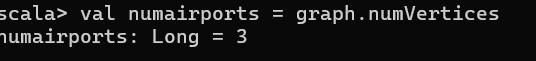 scala> val numairports = graph.numVertices
numairports: Long = 3